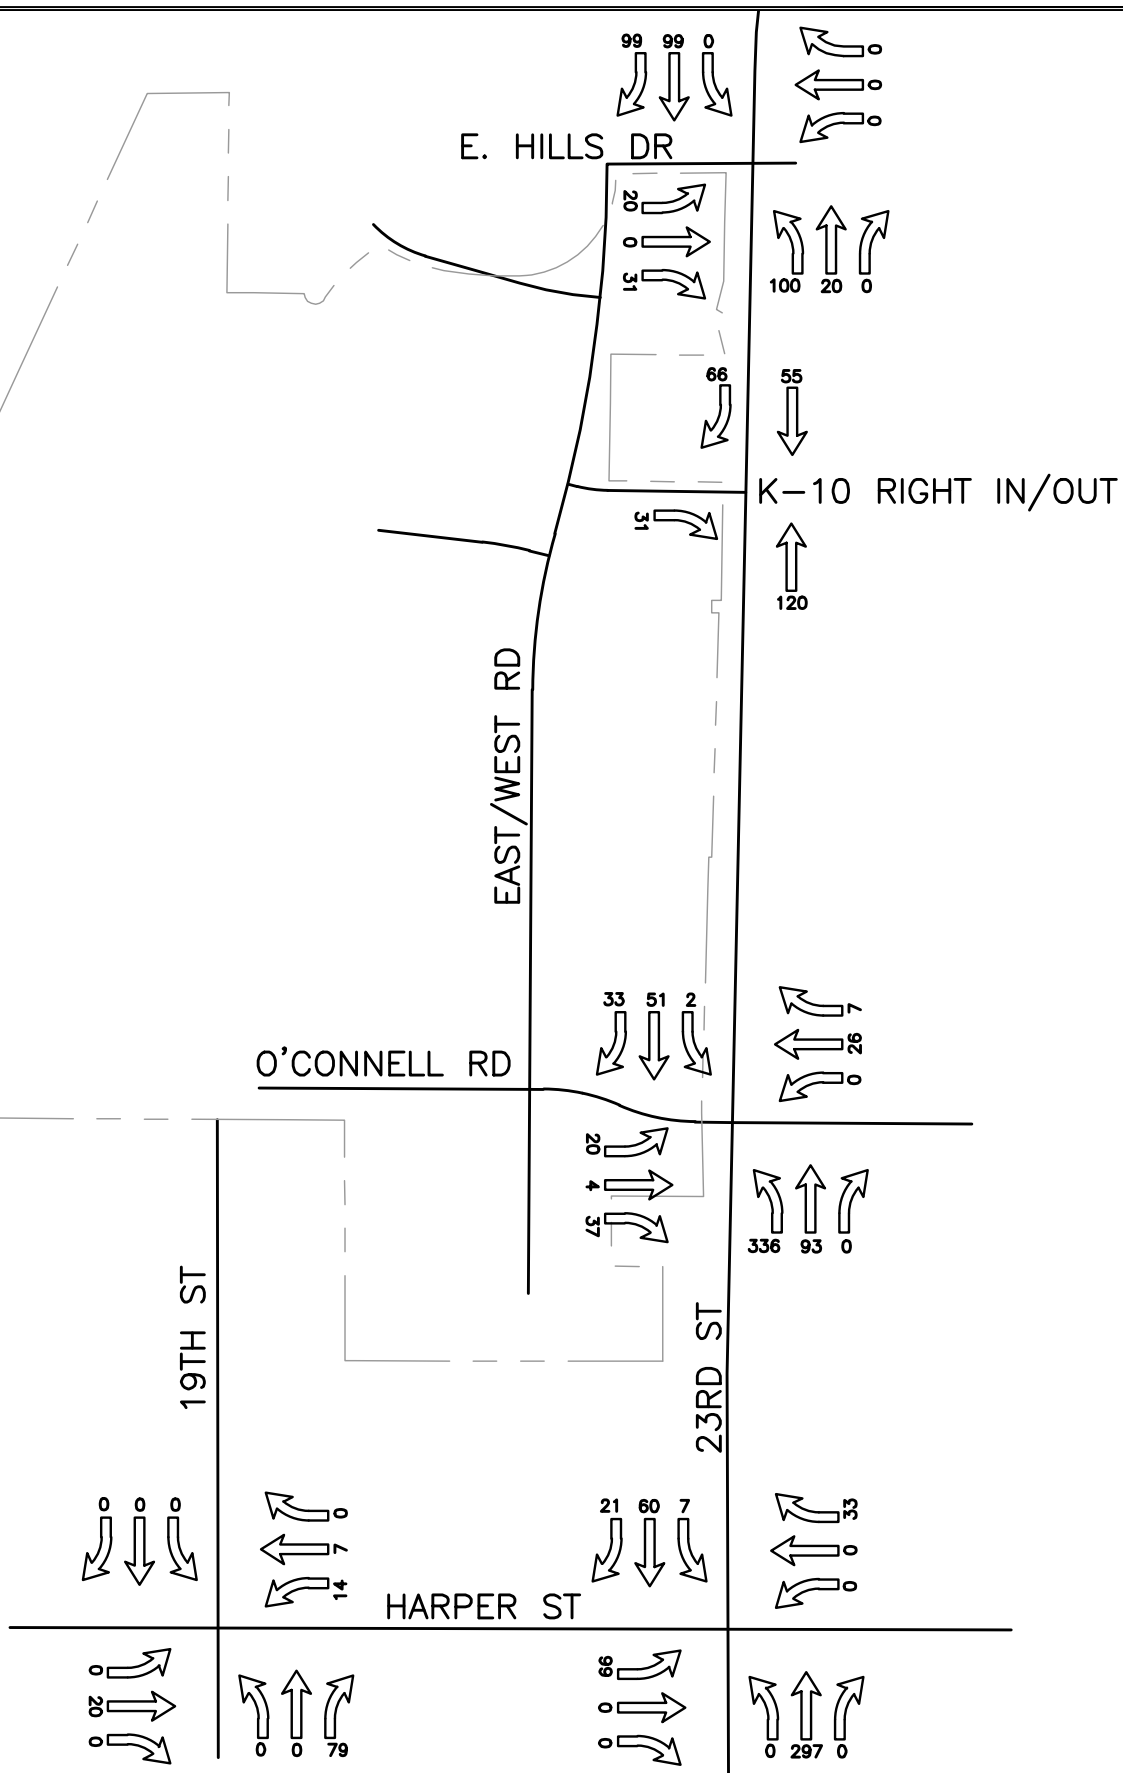 99 99 0
0
0
0
E. HILLS DR
20
0
31
100 20 0
66 55
K-10 RIGHT IN/OUT
31
120
EAST/WEST RD
33 51 2
7
26
0
O'CONNELL RD
20
4
37
336 93 0
19TH ST
23RD ST
0 0 0
0
7
14
21 60 7
33
0
0
HARPER ST
0
20
0
0 0 79
99
0
0
0 297 0